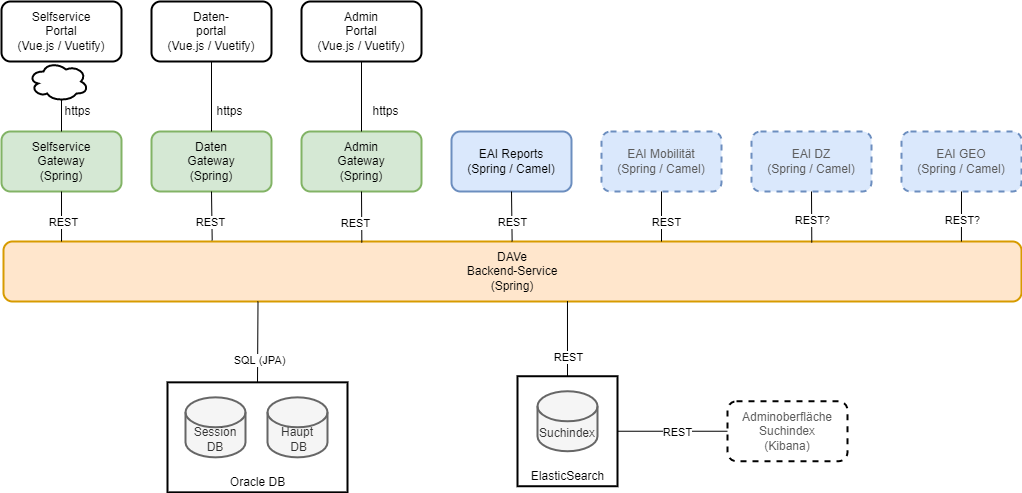 Selfservice
Portal
(Vue.js / Vuetify)
Daten-
portal
(Vue.js / Vuetify)
Admin
Portal
(Vue.js / Vuetify)
https
https
https
Selfservice
Gateway
(Spring)
Daten
Gateway
(Spring)
Admin
Gateway
(Spring)
EAI Reports
(Spring / Camel)
EAI Mobilität
(Spring / Camel)
EAI DZ
(Spring / Camel)
EAI GEO
(Spring / Camel)
REST
REST
REST
REST
REST
REST?
REST?
DAVe
Backend-Service
(Spring)
SQL (JPA)
REST
Session
DB
Haupt
DB
Oracle DB
Suchindex
ElasticSearch
REST
Adminoberfläche
Suchindex
(Kibana)